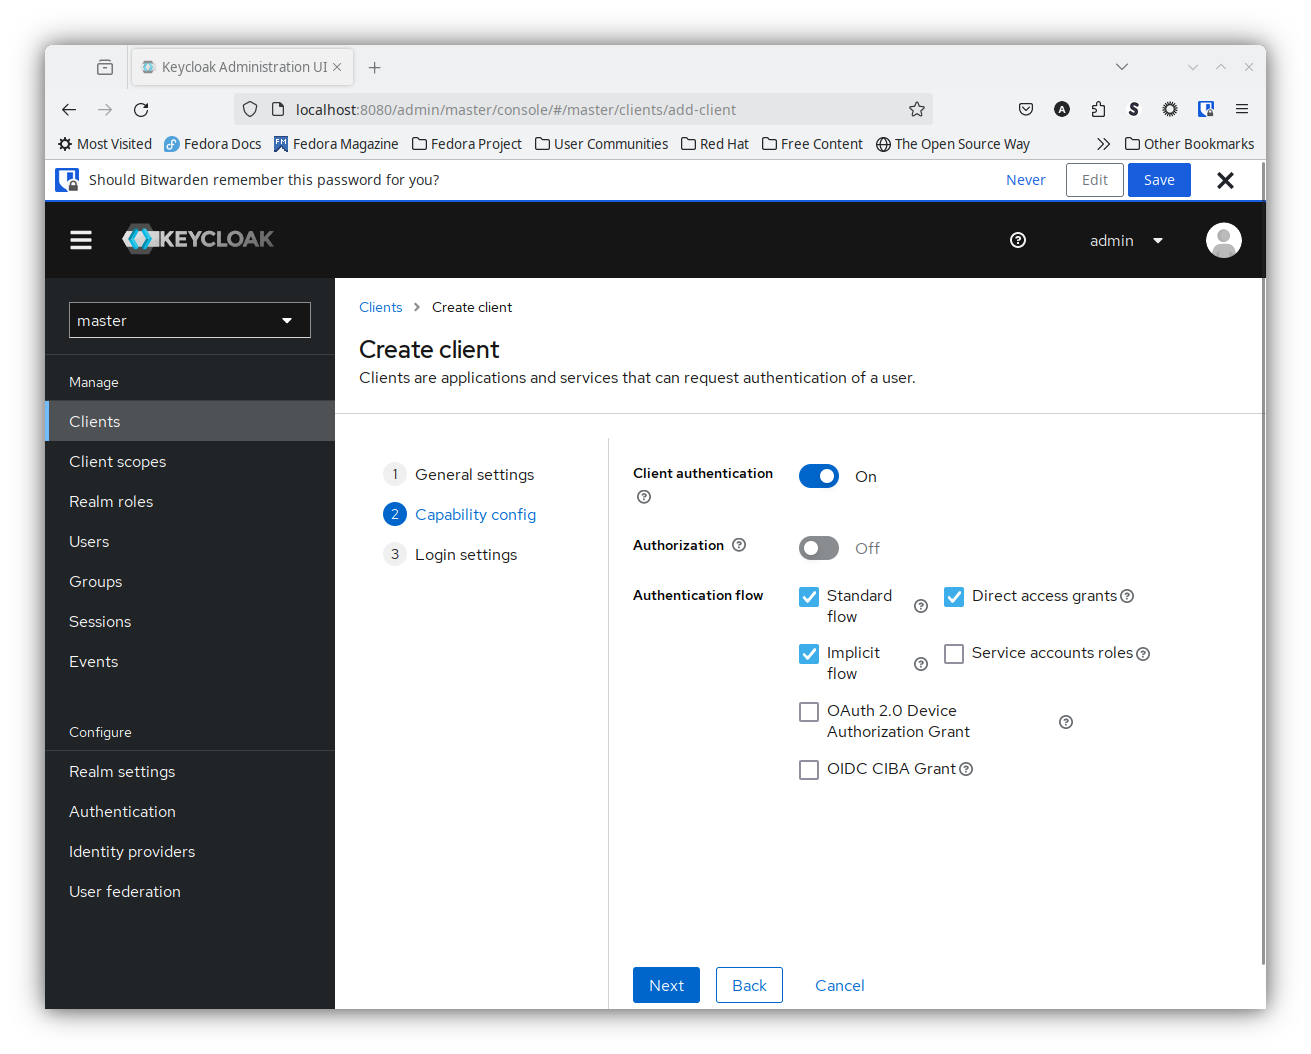 Keycloak Administration UI
localhost:8080/admin/master/console/#/master/clients/add-client
Most Visited Fedora Docs Fedora Magazine Fedora Project User Communities Red Hat Free Content The Open Source Way Other Bookmarks
Should Bitwarden remember this password for you? Never Edit Save
KEYCLOAK admin
master
Manage
Clients
Client scopes
Realm roles
Users
Groups
Sessions
Events
Configure
Realm settings
Authentication
Identity providers
User federation
Clients Create client
Create client
Clients are applications and services that can request authentication of a user.
1 General settings
2 Capability config
3 Login settings
Client authentication On
Authorization Off
Authentication flow
Standard
flow
Direct access grants
Implicit
flow
Service accounts roles
OAuth 2.0 Device
Authorization Grant
OIDC CIBA Grant
Next Back Cancel